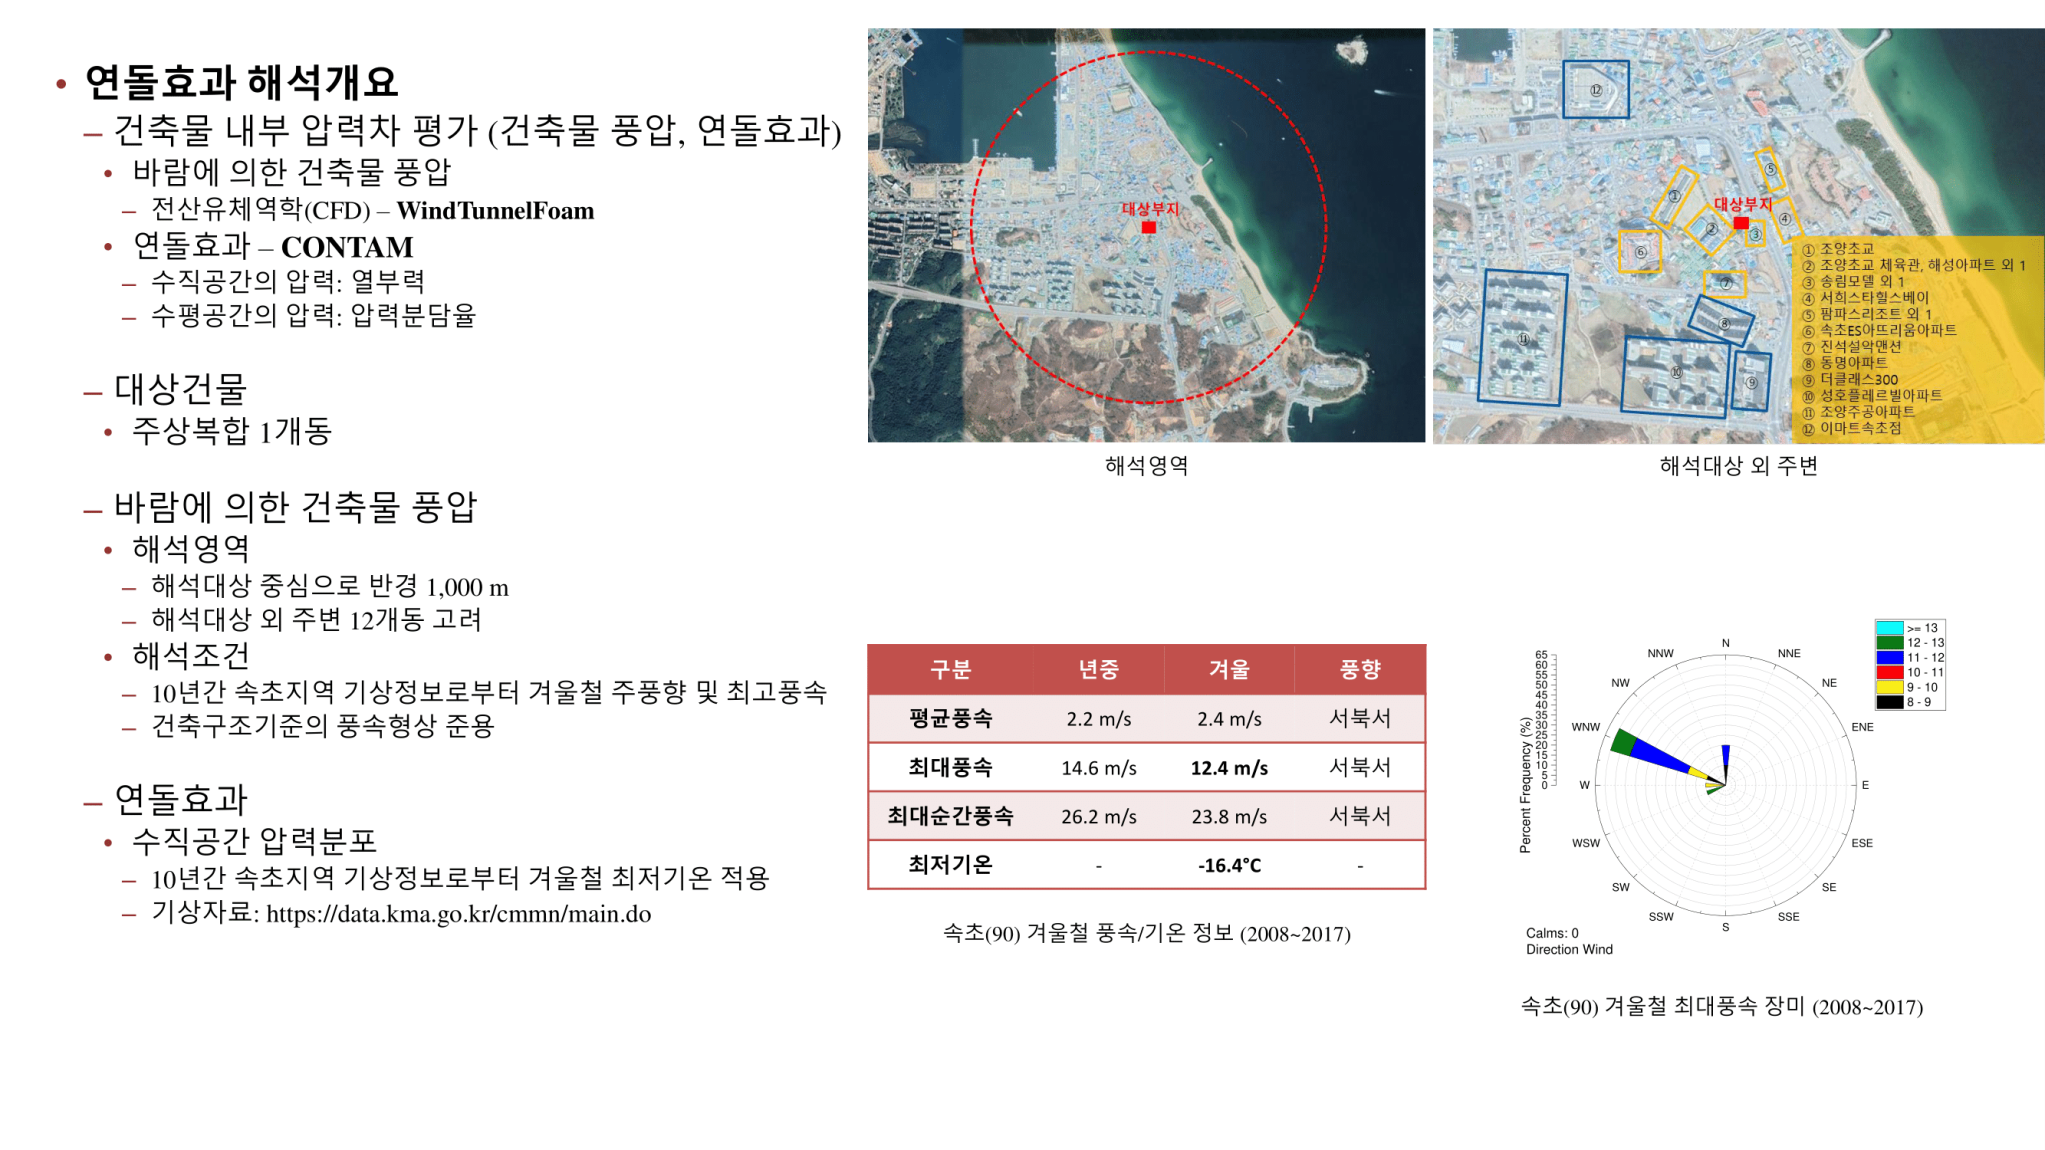 • 연돌효과 해석개요
– 건축물 내부 압력차 평가 (건축물 풍압, 연돌효과)
• 바람에 의한 건축물 풍압
– 전산유체역학(CFD) – WindTunnelFoam
• 연돌효과 – CONTAM
– 수직공간의 압력: 열부력
– 수평공간의 압력: 압력분담율
– 대상건물
• 주상복합 1개동
– 바람에 의한 건축물 풍압
• 해석영역
– 해석대상 중심으로 반경 1,000 m
– 해석대상 외 주변 12개동 고려
• 해석조건
– 10년간 속초지역 기상정보로부터 겨울철 주풍향 및 최고풍속
– 건축구조기준의 풍속형상 준용
– 연돌효과
• 수직공간 압력분포
– 10년간 속초지역 기상정보로부터 겨울철 최저기온 적용
– 기상자료: https://data.kma.go.kr/cmmn/main.do
대상부지
해석영역
⑫
⑤
①
대상부지
④
②
③
⑥
⑦
⑧
⑪
⑩
⑨
① 조양초교
② 조양초교 체육관, 해성아파트 외 1
③ 송림모델 외 1
④ 서희스타힐스베이
⑤ 팜파스리조트 외 1
⑥ 속초ES아뜨리움아파트
⑦ 진석설악맨션
⑧ 동명아파트
⑨ 더클래스300
⑩ 성호플레르빌아파트
⑪ 조양주공아파트
⑫ 이마트속초점
해석대상 외 주변
구분 년중 겨울 풍향
평균풍속 2.2 m/s 2.4 m/s 서북서
최대풍속 14.6 m/s 12.4 m/s 서북서
최대순간풍속 26.2 m/s 23.8 m/s 서북서
최저기온 - -16.4°C -
속초(90) 겨울철 풍속/기온 정보 (2008~2017)
>= 13
12 - 13
11 - 12
10 - 11
9 - 10
8 - 9
65
60
55
50
45
40
35
30
25
20
15
10
5
0
Percent Frequency (%)
N
NNE
NE
ENE
E
ESE
SE
SSE
S
SSW
SW
WSW
W
WNW
NW
NNW
Calms: 0
Direction Wind
속초(90) 겨울철 최대풍속 장미 (2008~2017)